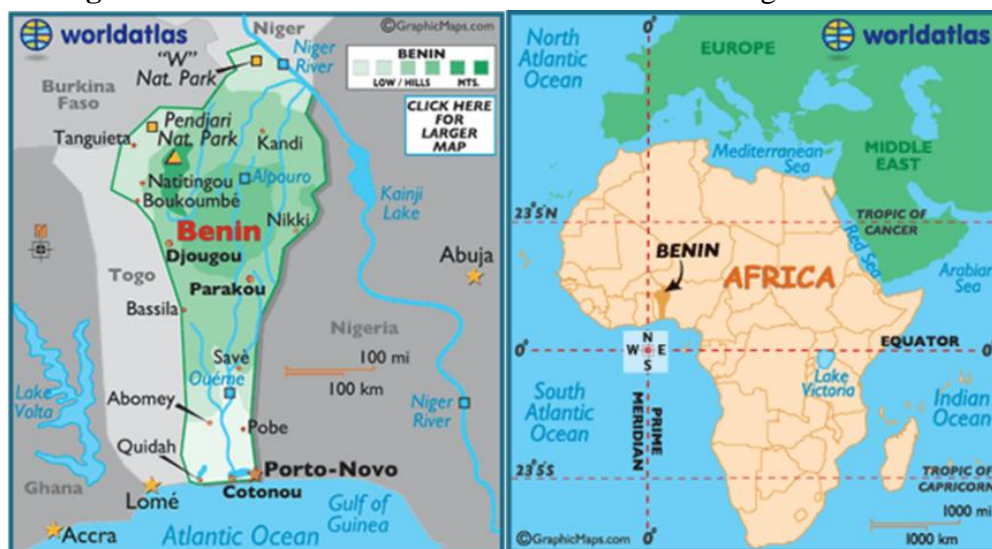 worldatlas
Niger
©GraphicMaps.com
"W"
Nat. Park
Niger
River
BENIN
LOW / HILLS MTS.
Burkina
Faso
Pendjari
Nat. Park
CLICK HERE
FOR
LARGER
MAP
Tanguieta
Kandi
Natitingou
Alpouro
Boukoumbé
Kainji
Lake
Nikki
Benin
N
Djougou
Abuja
Togo
Parakou
Bassila
Nigeria
100 mi
100 km
Savè
Ouémé
Lake
Volta
Abomey
Niger
River
Pobe
Quidah
Porto-Novo
Cotonou
Ghana
Lomé
Gulf of
Guinea
Accra
Atlantic Ocean
0°
EUROPE
worldatlas
North
Atlantic
Ocean
Mediterranean
Sea
MIDDLE
EAST
23°5'N
TROPIC OF
CANCER
Red Sea
BENIN
AFRICA
Arabian
Sea
N
W E
S
0°
EQUATOR
0°
Lake
Victoria
South
Atlantic
Ocean
PRIME
MERIDIAN
Indian
Ocean
23°5'S
TROPIC OF
CAPRICORN
1000 mi
1000 km
©GraphicMaps.com
0°